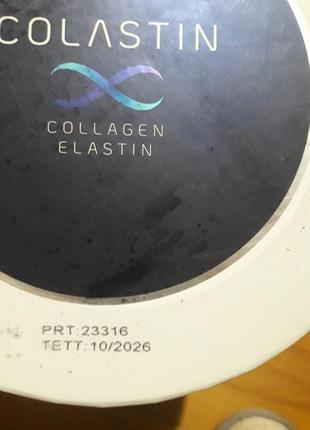 COLASTIN
COLLAGEN
ELASTIN
PRT:23316
TETT:10/2026